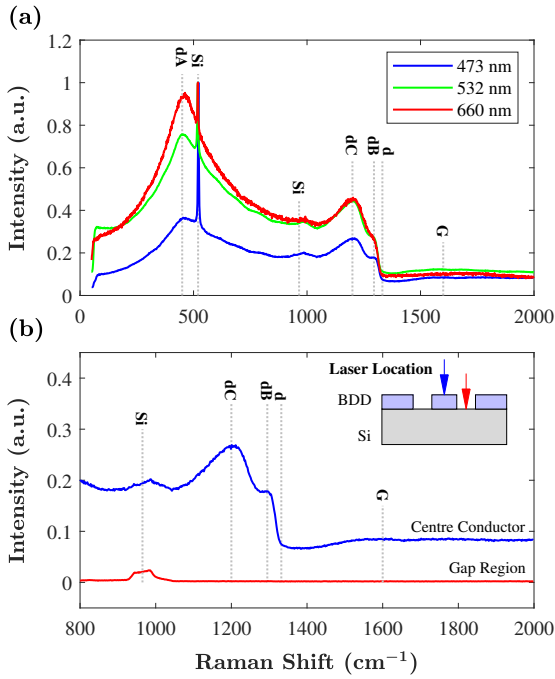 (a)
1.2
1
0.8
0.6
0.4
0.2
0
Intensity (a.u.)
dA
Si
Si
dC
dB
d
G
473 nm
532 nm
660 nm
0
500
1000
1500
2000
(b)
0.4
0.3
0.2
0.1
0
Intensity (a.u.)
Si
dC
dB
d
G
Laser Location
BDD
Si
Centre Conductor
Gap Region
800
1000
1200
1400
1600
1800
2000
Raman Shift (cm⁻¹)